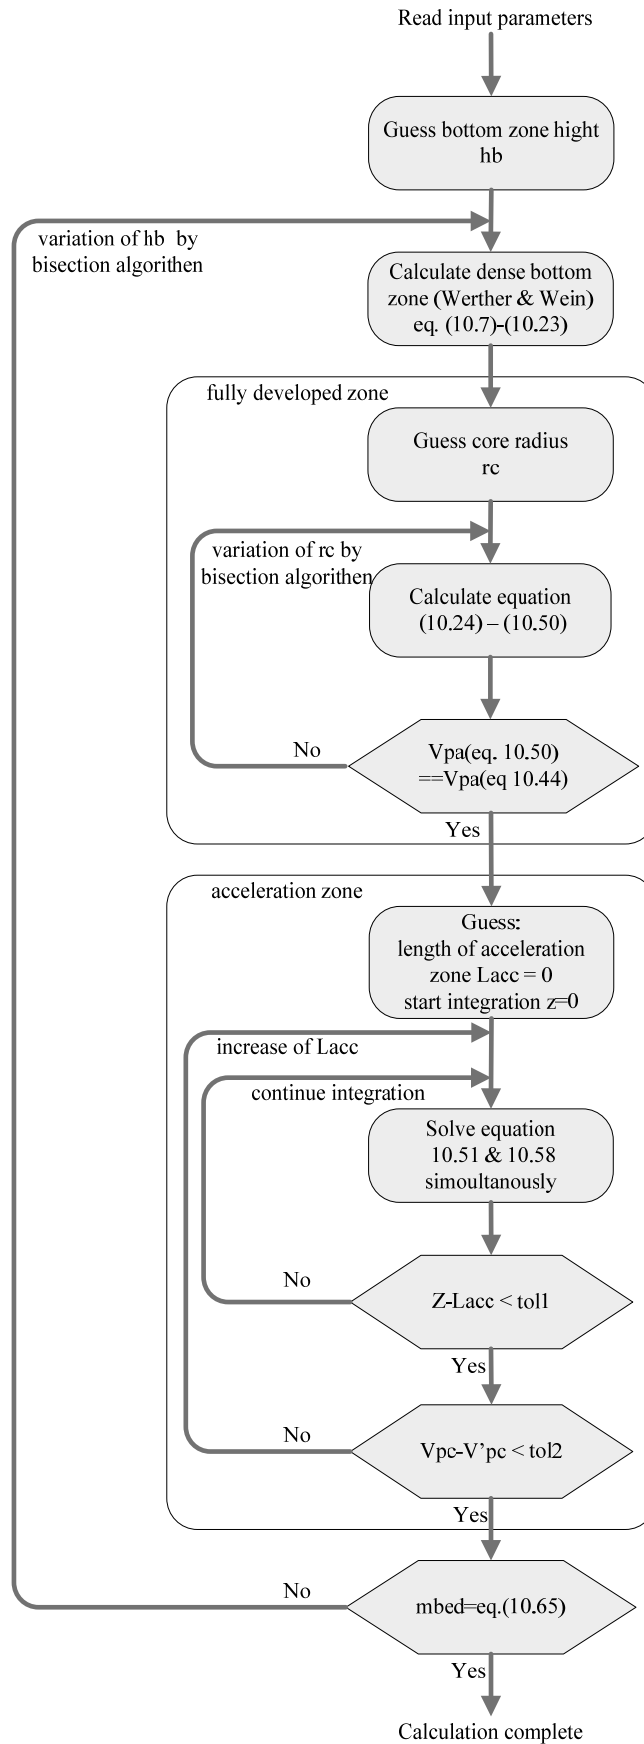 Read input parameters
Guess bottom zone hight
hb
variation of hb by
bisection algorithen
Calculate dense bottom
zone (Werther & Wein)
eq. (10.7)-(10.23)
fully developed zone
Guess core radius
rc
variation of rc by
bisection algorithen
Calculate equation
(10.24) – (10.50)
No
Vpa(eq. 10.50)
==Vpa(eq 10.44)
Yes
acceleration zone
Guess:
length of acceleration
zone Lacc = 0
start integration z=0
increase of Lacc
continue integration
Solve equation
10.51 & 10.58
simoultanously
No
Z-Lacc < tol1
Yes
No
Vpc-V’pc < tol2
Yes
No
mbed=eq.(10.65)
Yes
Calculation complete